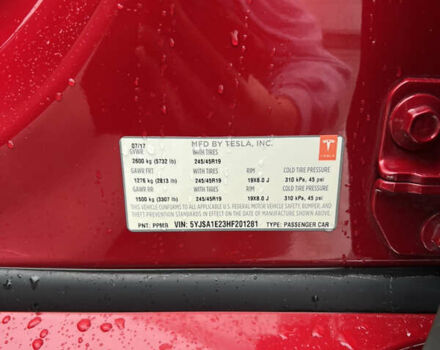 07/17 MFD BY TESLA, INC.
GVWR WITH TIRES
2600 kg (5732 lb) 245/45R19
GAWR FRT WITH TIRES RIM COLD TIRE PRESSURE
1276 kg (2813 lb) 245/45R19 19X8.0 J 310 kPa, 45 psi
GAWR RR WITH TIRES RIM COLD TIRE PRESSURE
1500 kg (3307 lb) 245/45R19 19X8.0 J 310 kPa, 45 psi
THIS VEHICLE CONFORMS TO ALL APPLICABLE U.S. FEDERAL MOTOR VEHICLE SAFETY, BUMPER, AND
THEFT PREVENTION STANDARDS IN EFFECT ON THE DATE OF MANUFACTURE SHOWN ABOVE.
PNT: PPMR VIN: 5YJSA1E23HF201281 TYPE: PASSENGER CAR
TESLA